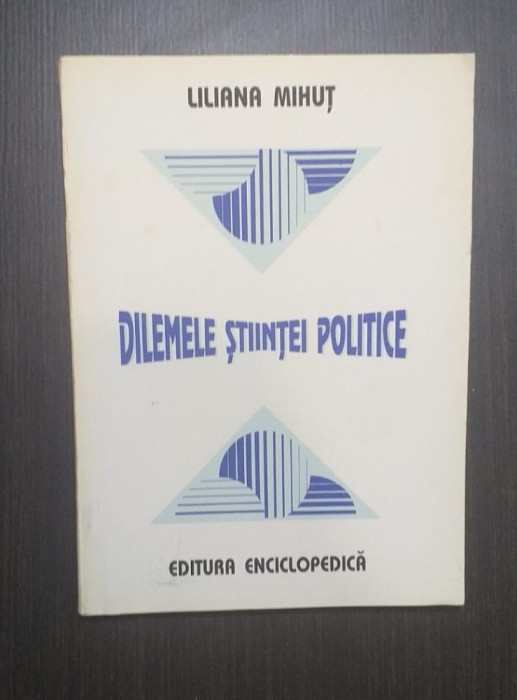 LILIANA MIHUȚ
DILEMELE ȘTIINȚEI POLITICE
EDITURA ENCICLOPEDICĂ